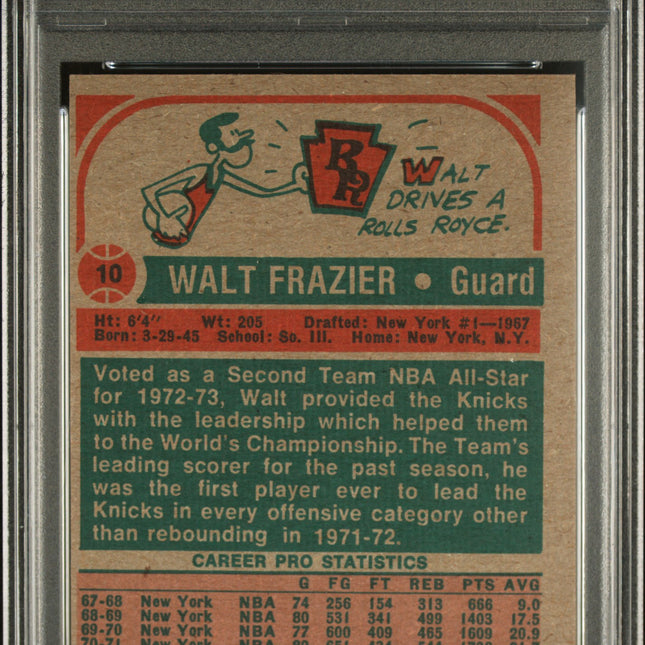 RR
WALT
DRIVES A
ROLLS ROYCE.
10 WALT FRAZIER • Guard
Ht: 6'4" Wt: 205 Drafted: New York #1—1967
Born: 3-29-45 School: So. Ill. Home: New York, N.Y.
Voted as a Second Team NBA All-Star
for 1972-73, Walt provided the Knicks
with the leadership which helped them
to the World's Championship. The Team's
leading scorer for the past season, he
was the first player ever to lead the
Knicks in every offensive category other
than rebounding in 1971-72.
CAREER PRO STATISTICS
G FG FT REB PTS AVG
67-68 New York NBA 74 256 154 313 666 9.0
68-69 New York NBA 80 531 341 499 1403 17.5
69-70 New York NBA 77 600 409 465 1609 20.9
70-71 New York NBA